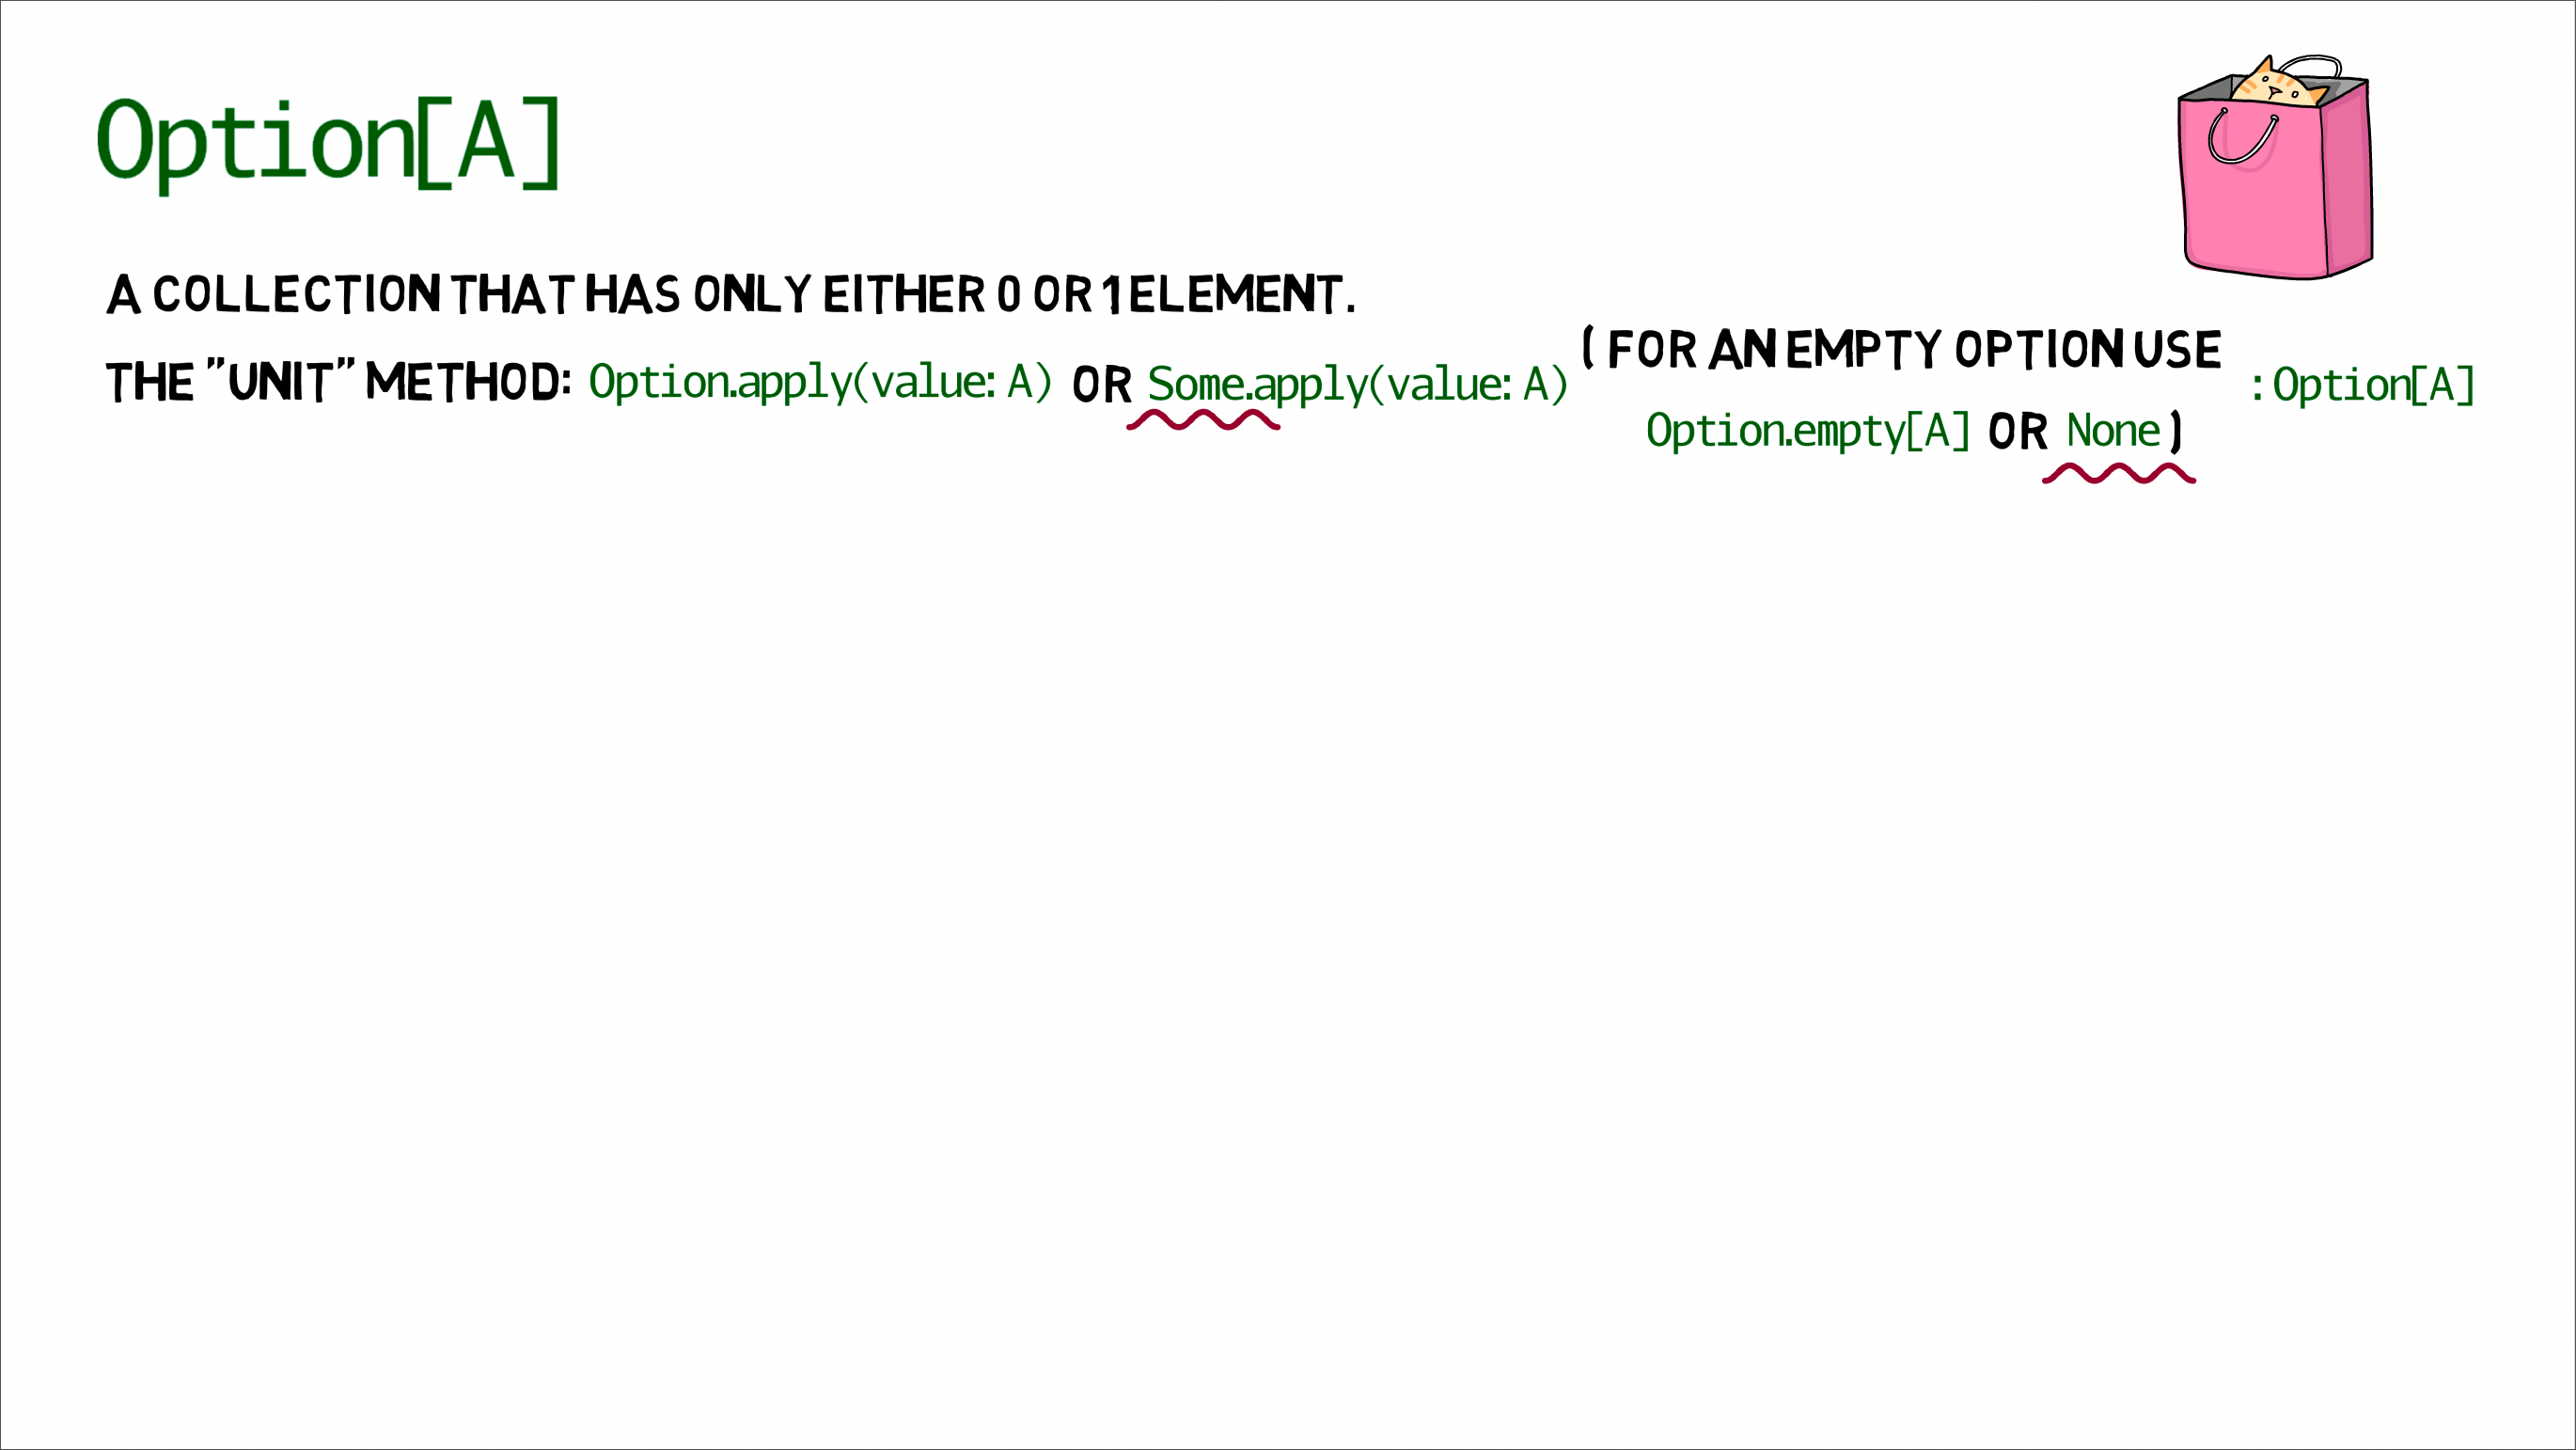 Option[A]
A COLLECTION THAT HAS ONLY EITHER 0 OR 1 ELEMENT.
THE "UNIT" METHOD: Option.apply(value: A) OR Some.apply(value: A) ( FOR AN EMPTY OPTION USE
Option.empty[A] OR None ) : Option[A]